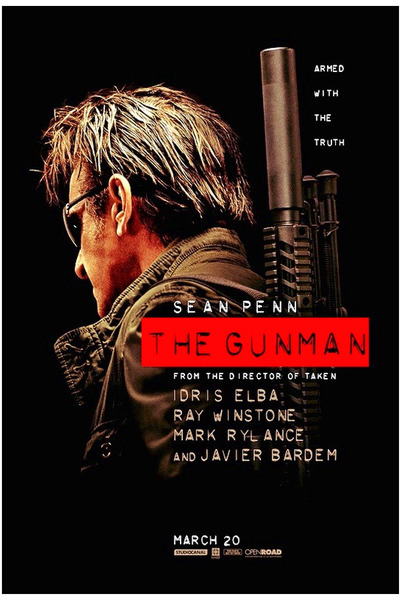 ARMED
WITH
THE
TRUTH
SEAN PENN
THE GUNMAN
FROM THE DIRECTOR OF TAKEN
IDRIS ELBA
RAY WINSTONE
MARK RYLANCE
AND JAVIER BARDEM
MARCH 20
STUDIOCANAL
OPEN ROAD